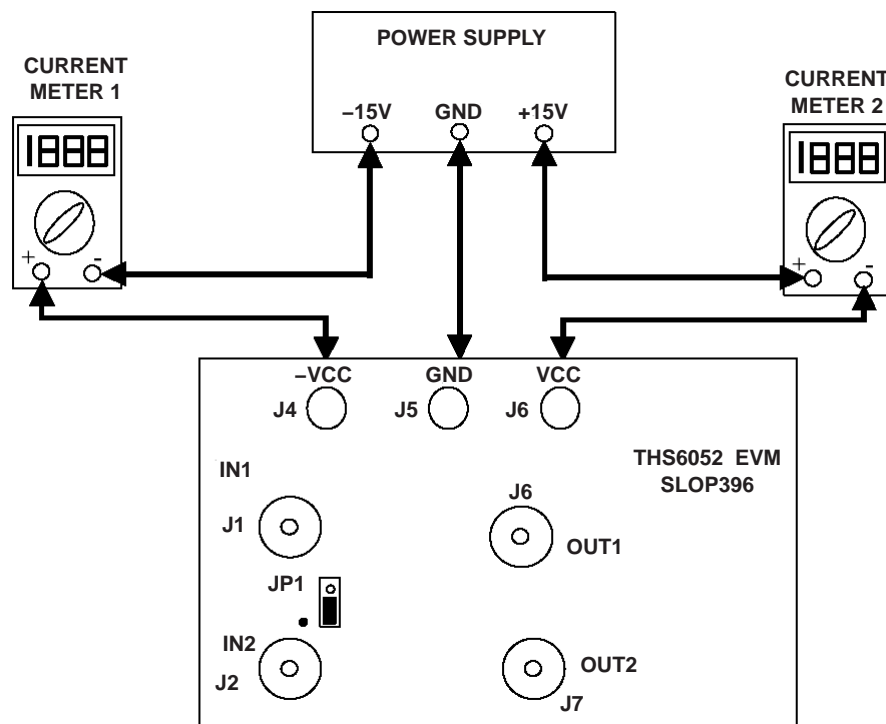 POWER SUPPLY
CURRENT
METER 1
CURRENT
METER 2
–15V
GND
+15V
1888
1888
+
-
+
-
–VCC
GND
VCC
J4
J5
J6
THS6052 EVM
SLOP396
IN1
J6
J1
OUT1
JP1
IN2
OUT2
J2
J7